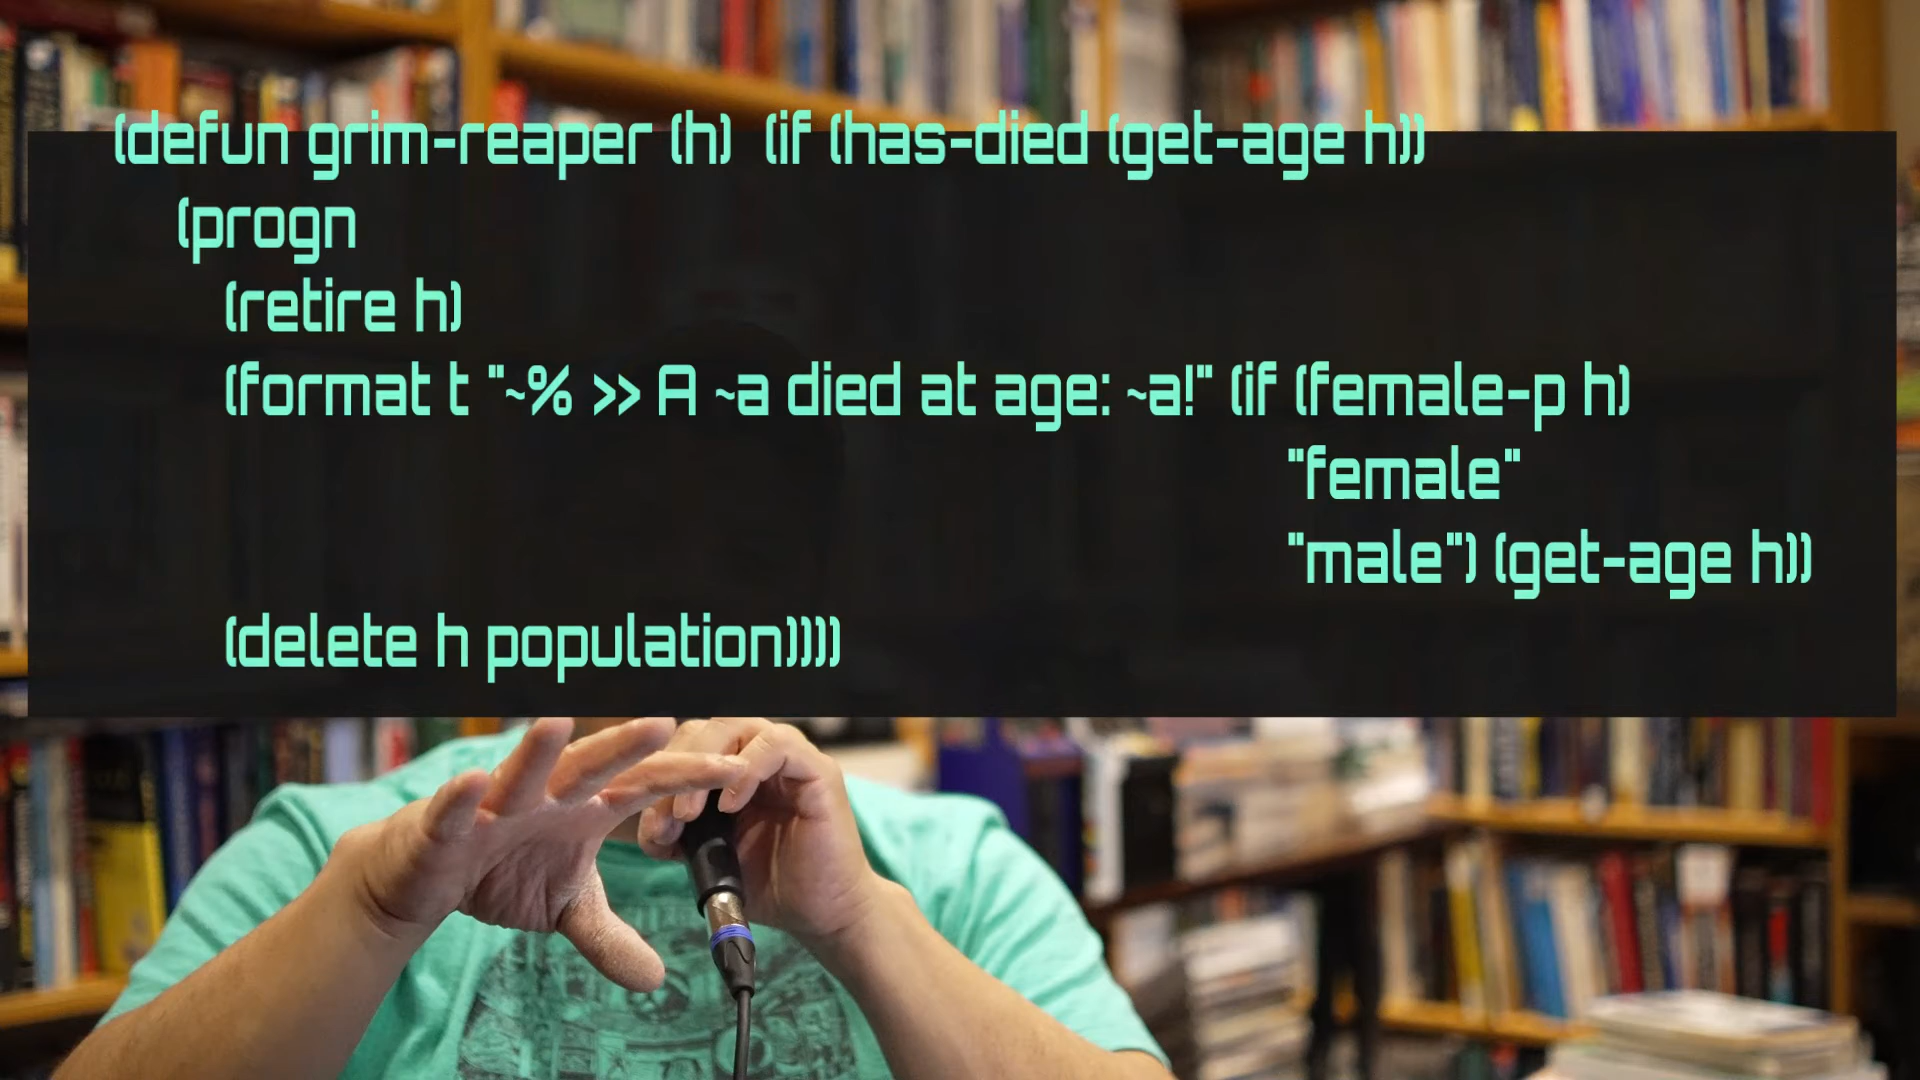 (defun grim-reaper (h)  (if (has-died (get-age h))
(progn
(retire h)
(format t "~% >> A ~a died at age: ~a!" (if (female-p h)
"female"
"male") (get-age h))
(delete h population))))